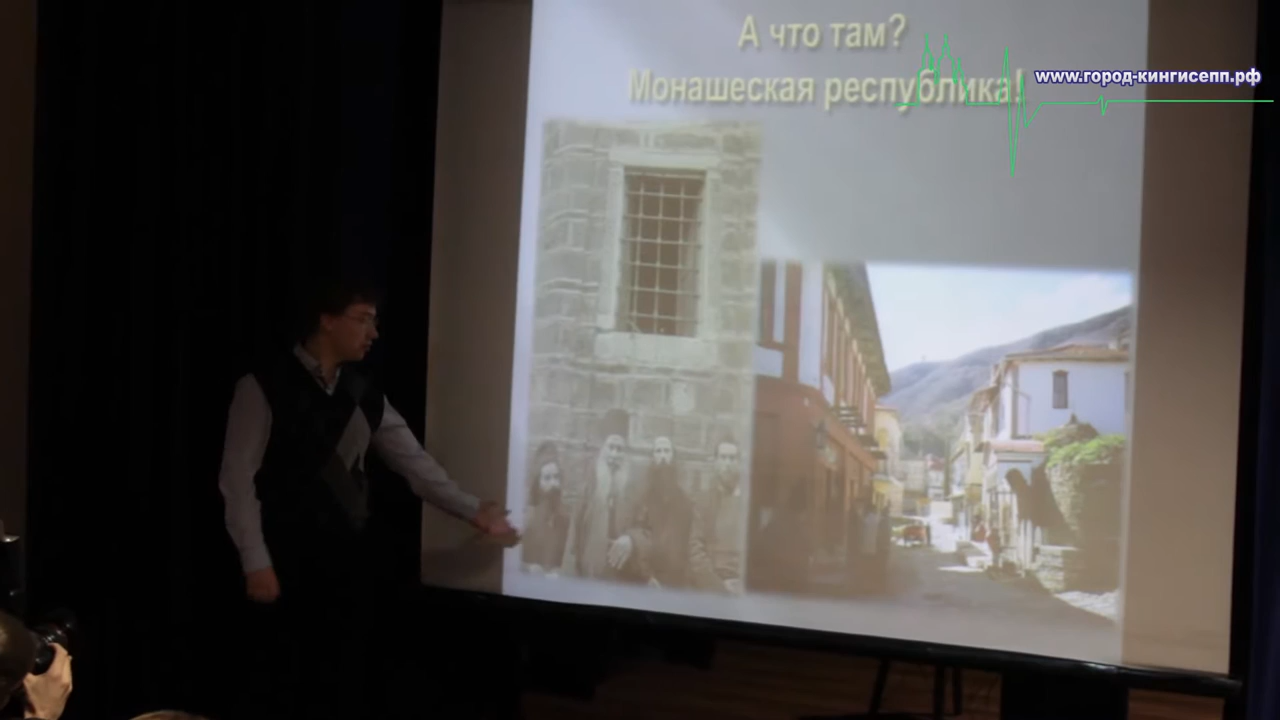 А что там?
Монашеская республика!
www.город-кингисепп.рф